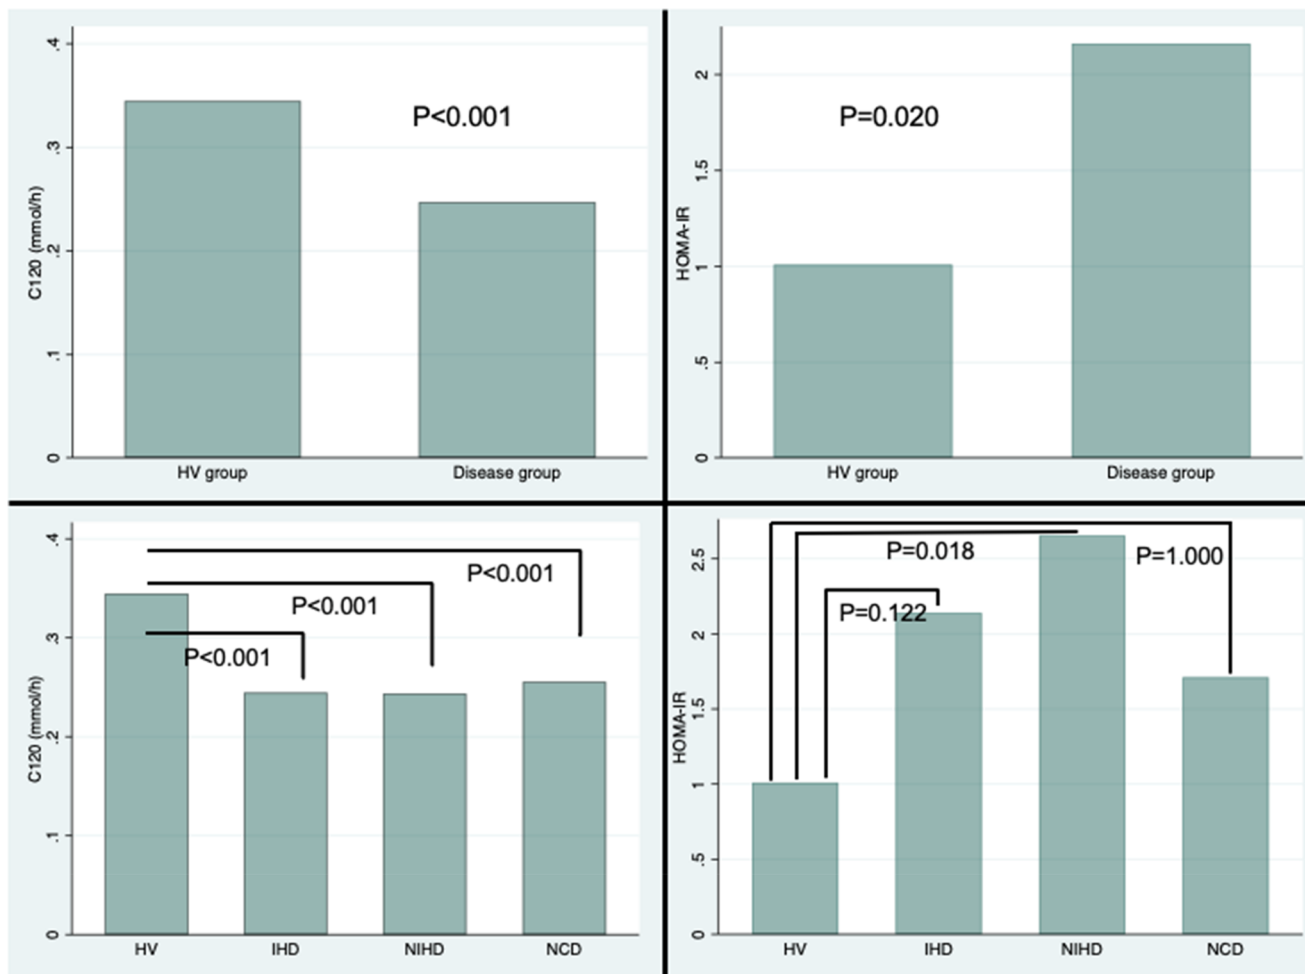 .4
.3
.2
.1
0
C120 (mmol/h)
P<0.001
HV group
Disease group
2
1.5
1
.5
0
HOMA-IR
P=0.020
HV group
Disease group
.4
.3
.2
.1
0
C120 (mmol/h)
P<0.001
P<0.001
P<0.001
HV
IHD
NIHD
NCD
2.5
2
1.5
1
.5
0
HOMA-IR
P=0.018
P=1.000
P=0.122
HV
IHD
NIHD
NCD